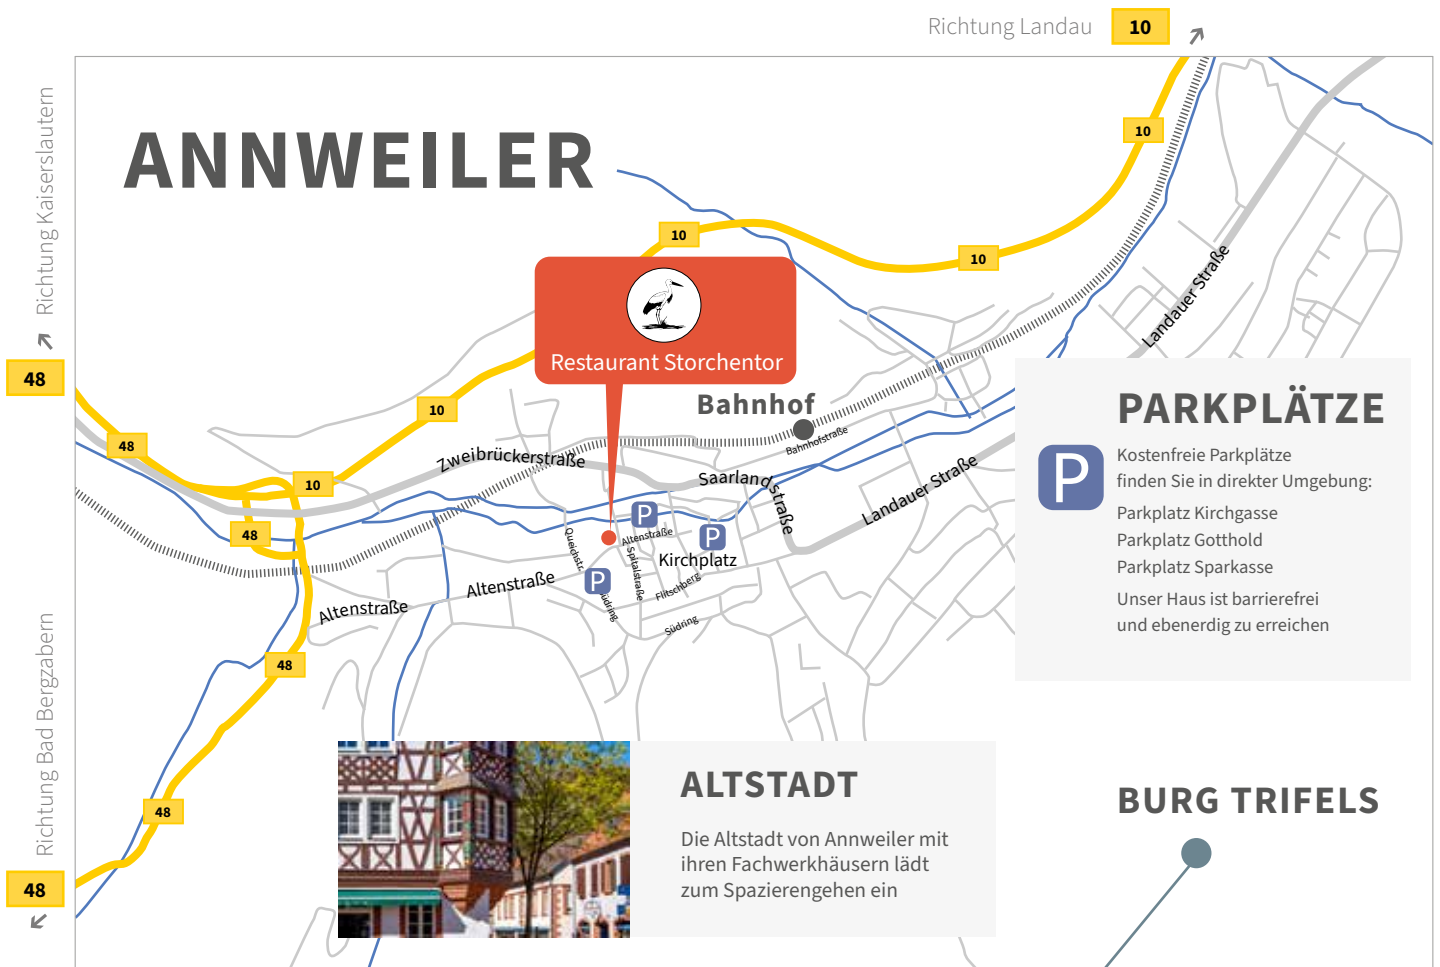 Richtung Landau
10
ANNWEILER
Richtung Kaiserslautern
48
10
10
10
Restaurant Storchentor
Bahnhof
Bahnhofstraße
Landauer Straße
PARKPLÄTZE
P
Kostenfreie Parkplätze
finden Sie in direkter Umgebung:
Parkplatz Kirchgasse
Parkplatz Gotthold
Parkplatz Sparkasse
Unser Haus ist barrierefrei
und ebenerdig zu erreichen
10
48
Zweibrückerstraße
10
Saarlandstraße
Landauer Straße
48
P
P
P
Queichstr.
Altenstraße
Spitalstraße
Kirchplatz
Flitschberg
Südring
Südring
Altenstraße
Altenstraße
48
Richtung Bad Bergzabern
48
48
ALTSTADT
Die Altstadt von Annweiler mit
ihren Fachwerkhäusern lädt
zum Spazierengehen ein
BURG TRIFELS